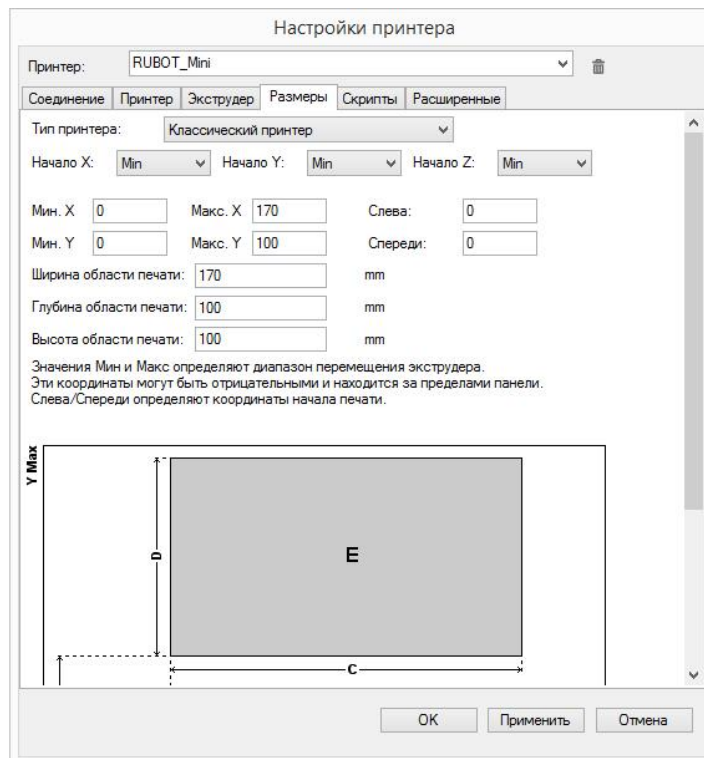 Настройки принтера
Принтер: RUBOT_Mini
Соединение Принтер Экструдер Размеры Скрипты Расширенные
Тип принтера: Классический принтер
Начало X: Min Начало Y: Min Начало Z: Min
Мин. X 0 Макс. X 170 Слева: 0
Мин. Y 0 Макс. Y 100 Спереди: 0
Ширина области печати: 170 mm
Глубина области печати: 100 mm
Высота области печати: 100 mm
Значения Мин и Макс определяют диапазон перемещения экструдера.
Эти координаты могут быть отрицательными и находится за пределами панели.
Слева/Спереди определяют координаты начала печати.
Y Max
D
E
C
OK Применить Отмена